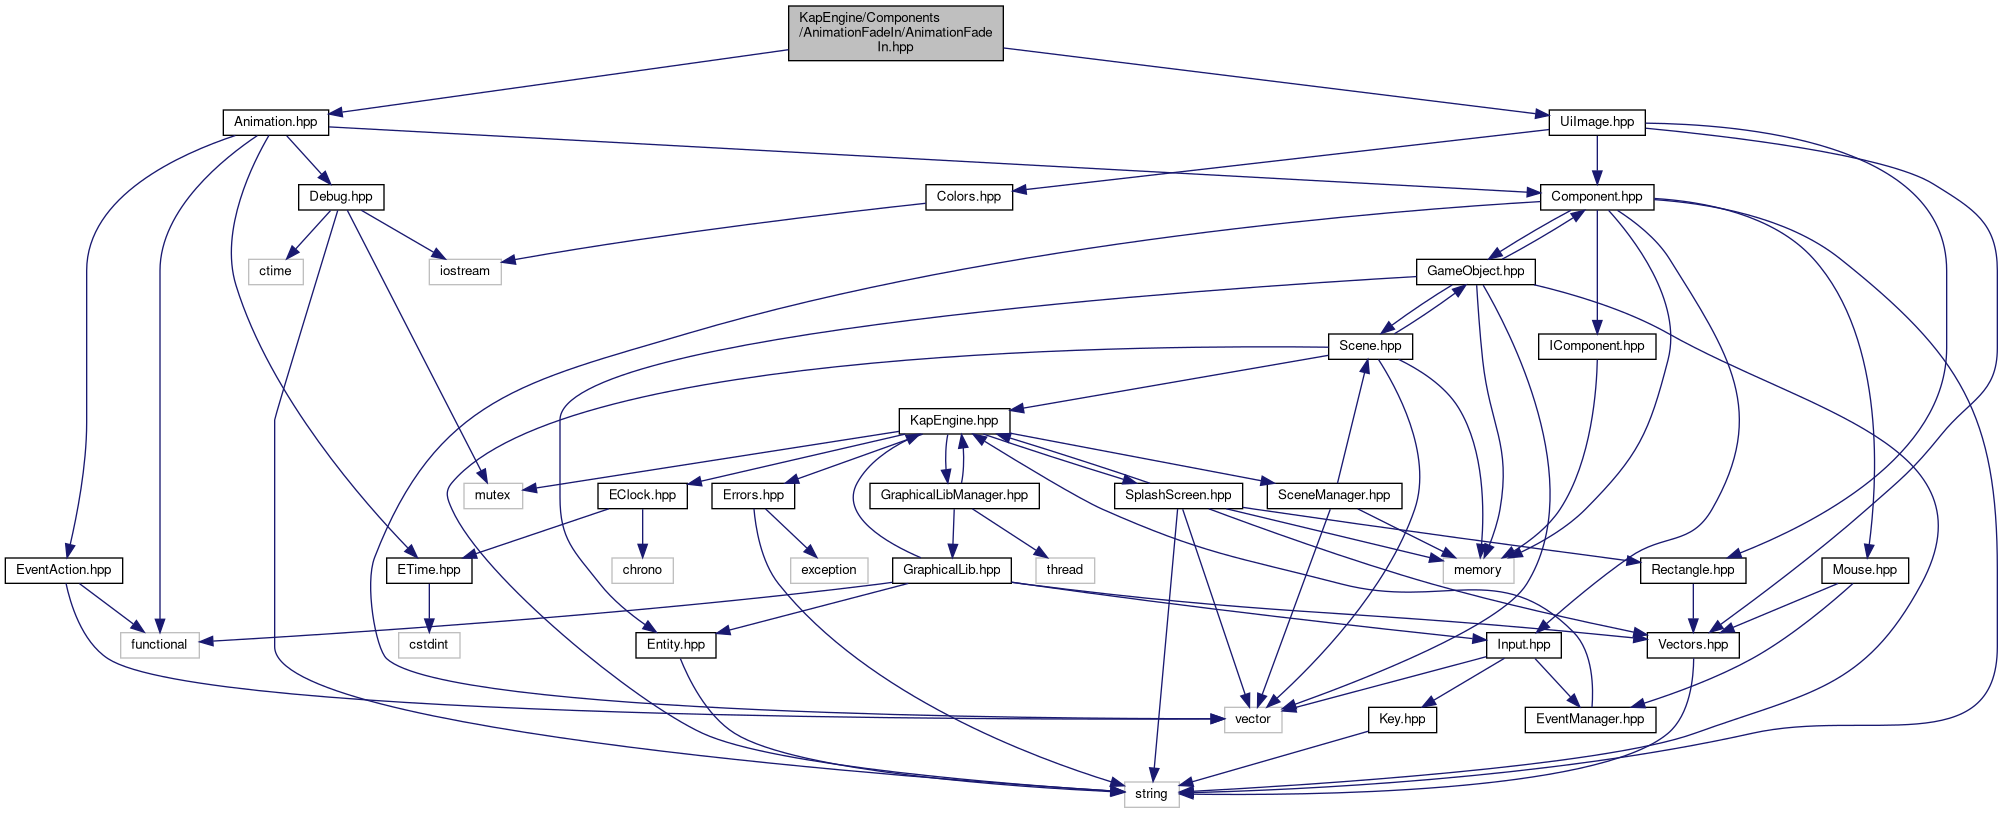 KapEngine/Components
/AnimationFadeIn/AnimationFade
In.hpp
Animation.hpp
UiImage.hpp
Debug.hpp
Colors.hpp
Component.hpp
ctime
iostream
GameObject.hpp
Scene.hpp
IComponent.hpp
KapEngine.hpp
mutex
EClock.hpp
Errors.hpp
GraphicalLibManager.hpp
SplashScreen.hpp
SceneManager.hpp
EventAction.hpp
ETime.hpp
chrono
exception
GraphicalLib.hpp
thread
memory
Rectangle.hpp
Mouse.hpp
functional
cstdint
Entity.hpp
Input.hpp
Vectors.hpp
vector
Key.hpp
EventManager.hpp
string